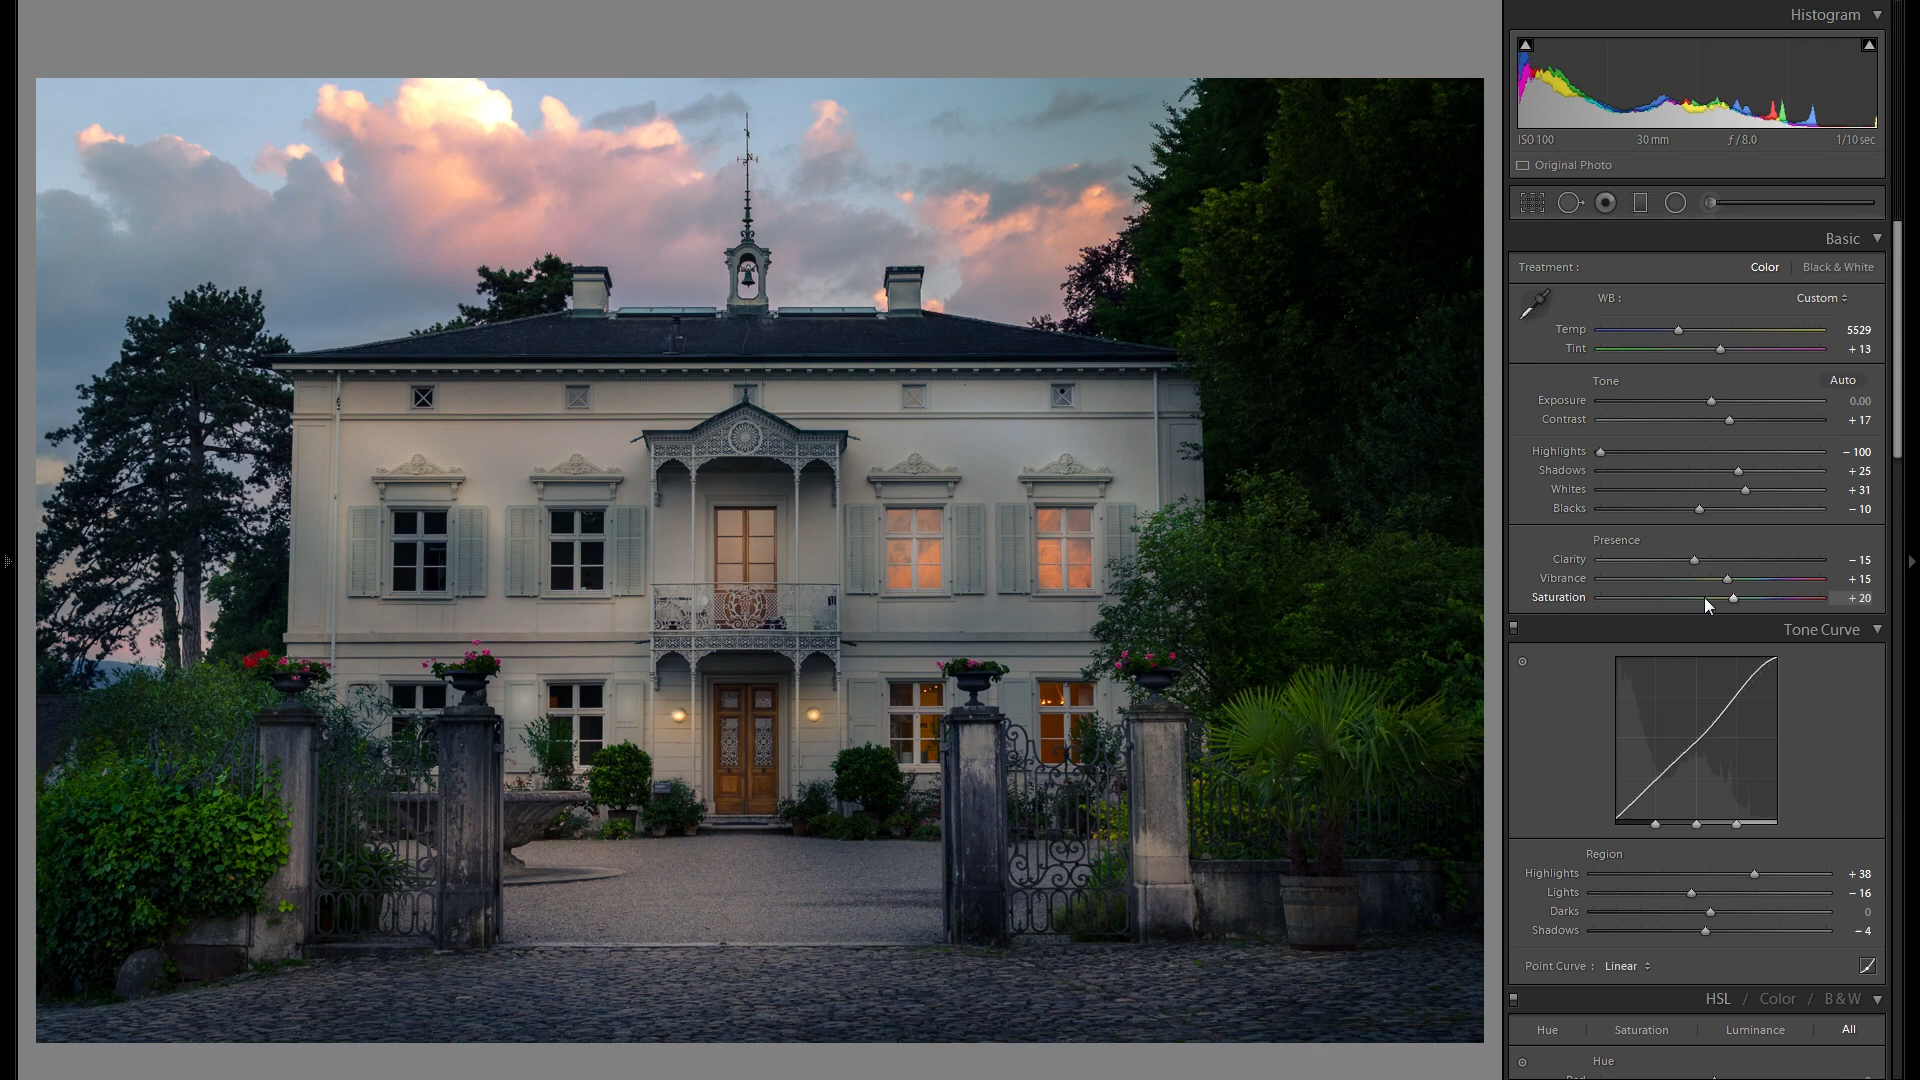 Histogram
ISO 100 30 mm ƒ / 8.0 1/10 sec
Original Photo
Basic
Treatment : Color Black & White
WB : Custom
Temp 5529
Tint + 13
Tone Auto
Exposure 0.00
Contrast + 17
Highlights − 100
Shadows + 25
Whites + 31
Blacks − 10
Presence
Clarity − 15
Vibrance + 15
Saturation + 20
Tone Curve
Region
Highlights + 38
Lights − 16
Darks 0
Shadows − 4
Point Curve : Linear
HSL / Color / B & W
Hue Saturation Luminance All
Hue